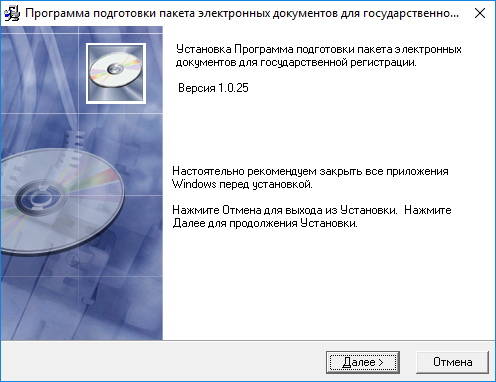 Программа подготовки пакета электронных документов для государственно...
Установка Программа подготовки пакета электронных
документов для государственной регистрации.
Версия 1.0.25
Настоятельно рекомендуем закрыть все приложения
Windows перед установкой.
Нажмите Отмена для выхода из Установки. Нажмите
Далее для продолжения Установки.
Далее >
Отмена